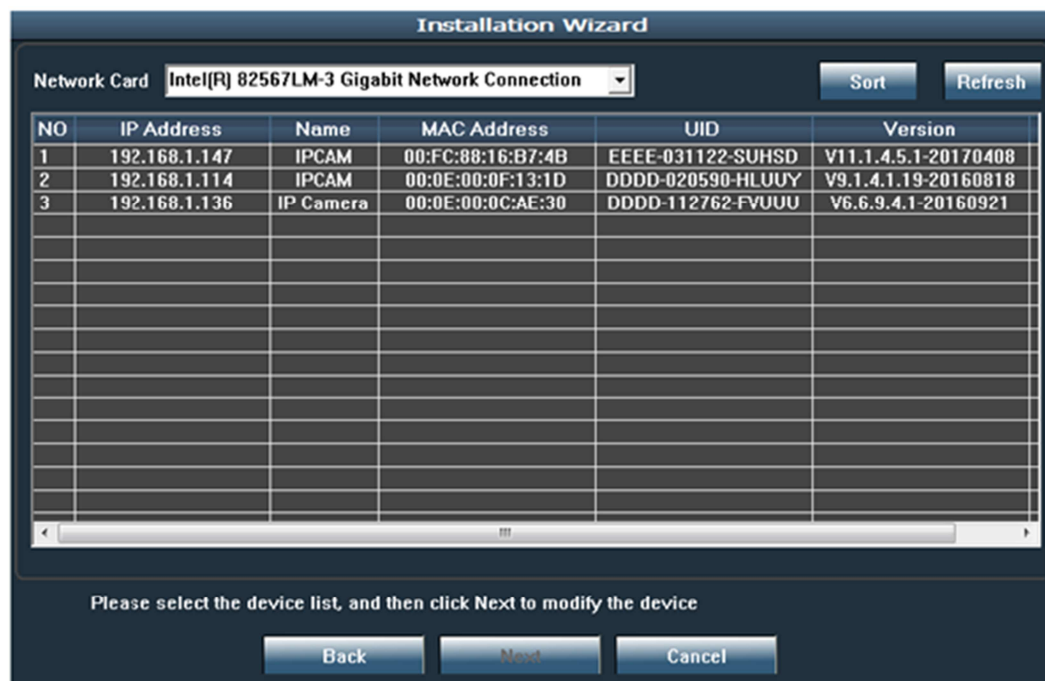 Installation Wizard
Network Card Intel(R) 82567LM-3 Gigabit Network Connection Sort Refresh
NO IP Address Name MAC Address UID Version
1 192.168.1.147 IPCAM 00:FC:88:16:B7:4B EEEE-031122-SUHSD V11.1.4.5.1-20170408
2 192.168.1.114 IPCAM 00:0E:00:0F:13:1D DDDD-020590-HLUUY V9.1.4.1.19-20160818
3 192.168.1.136 IP Camera 00:0E:00:0C:AE:30 DDDD-112762-FVUUU V6.6.9.4.1-20160921
Please select the device list, and then click Next to modify the device
Back Next Cancel